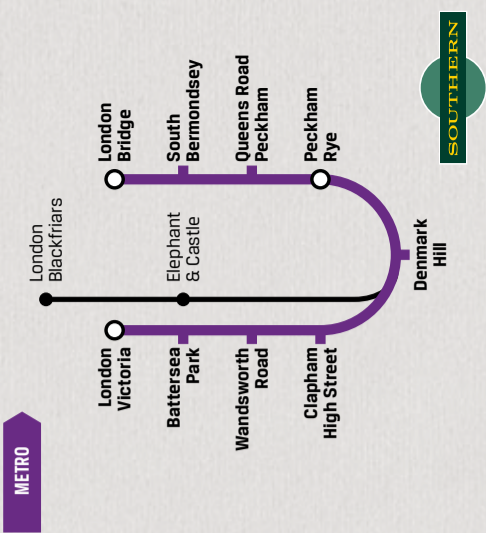 METRO
London
Blackfriars
Elephant
& Castle
London
Victoria
Battersea
Park
Wandsworth
Road
Clapham
High Street
Denmark
Hill
Peckham
Rye
Queens Road
Peckham
South
Bermondsey
London
Bridge
SOUTHERN